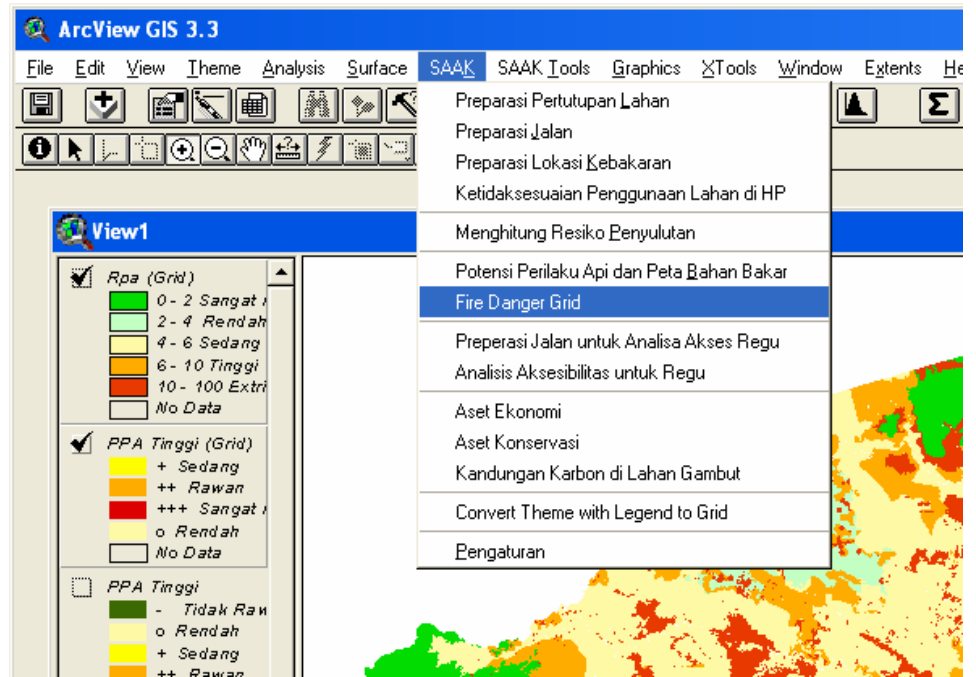 ArcView GIS 3.3
File Edit View Theme Analysis Surface SAAK SAAK Tools Graphics XTools Window Extents
Preparasi Pertutupan Lahan
Preparasi Jalan
Preparasi Lokasi Kebakaran
Ketidaksesuaian Penggunaan Lahan di HP
Menghitung Resiko Penyulutan
Potensi Perilaku Api dan Peta Bahan Bakar
Fire Danger Grid
Preperasi Jalan untuk Analisa Akses Regu
Analisis Aksesibilitas untuk Regu
Aset Ekonomi
Aset Konservasi
Kandungan Karbon di Lahan Gambut
Convert Theme with Legend to Grid
Pengaturan
View1
Rpa (Grid)
0 - 2 Sangat
2 - 4 Rendah
4 - 6 Sedang
6 - 10 Tinggi
10 - 100 Extri
No Data
PPA Tinggi (Grid)
+ Sedang
++ Rawan
+++ Sangat
o Rendah
No Data
PPA Tinggi
- Tidak Raw
o Rendah
+ Sedang
++ Rawan